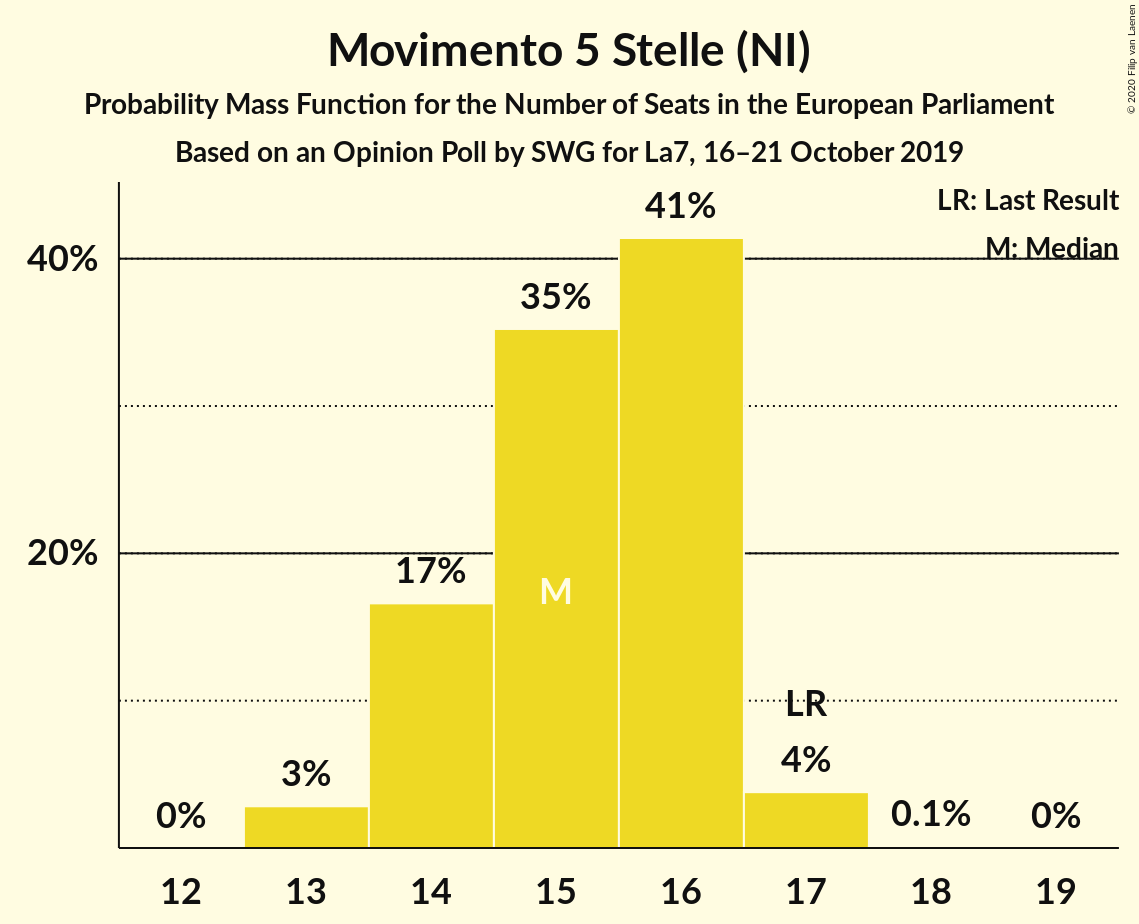 Movimento 5 Stelle (NI)
Probability Mass Function for the Number of Seats in the European Parliament
Based on an Opinion Poll by SWG for La7, 16–21 October 2019
© 2020 Filip van Laenen
LR: Last Result
M: Median
40%
20%
0%
3%
17%
35%
M
41%
LR
4%
0.1%
0%
12 13 14 15 16 17 18 19